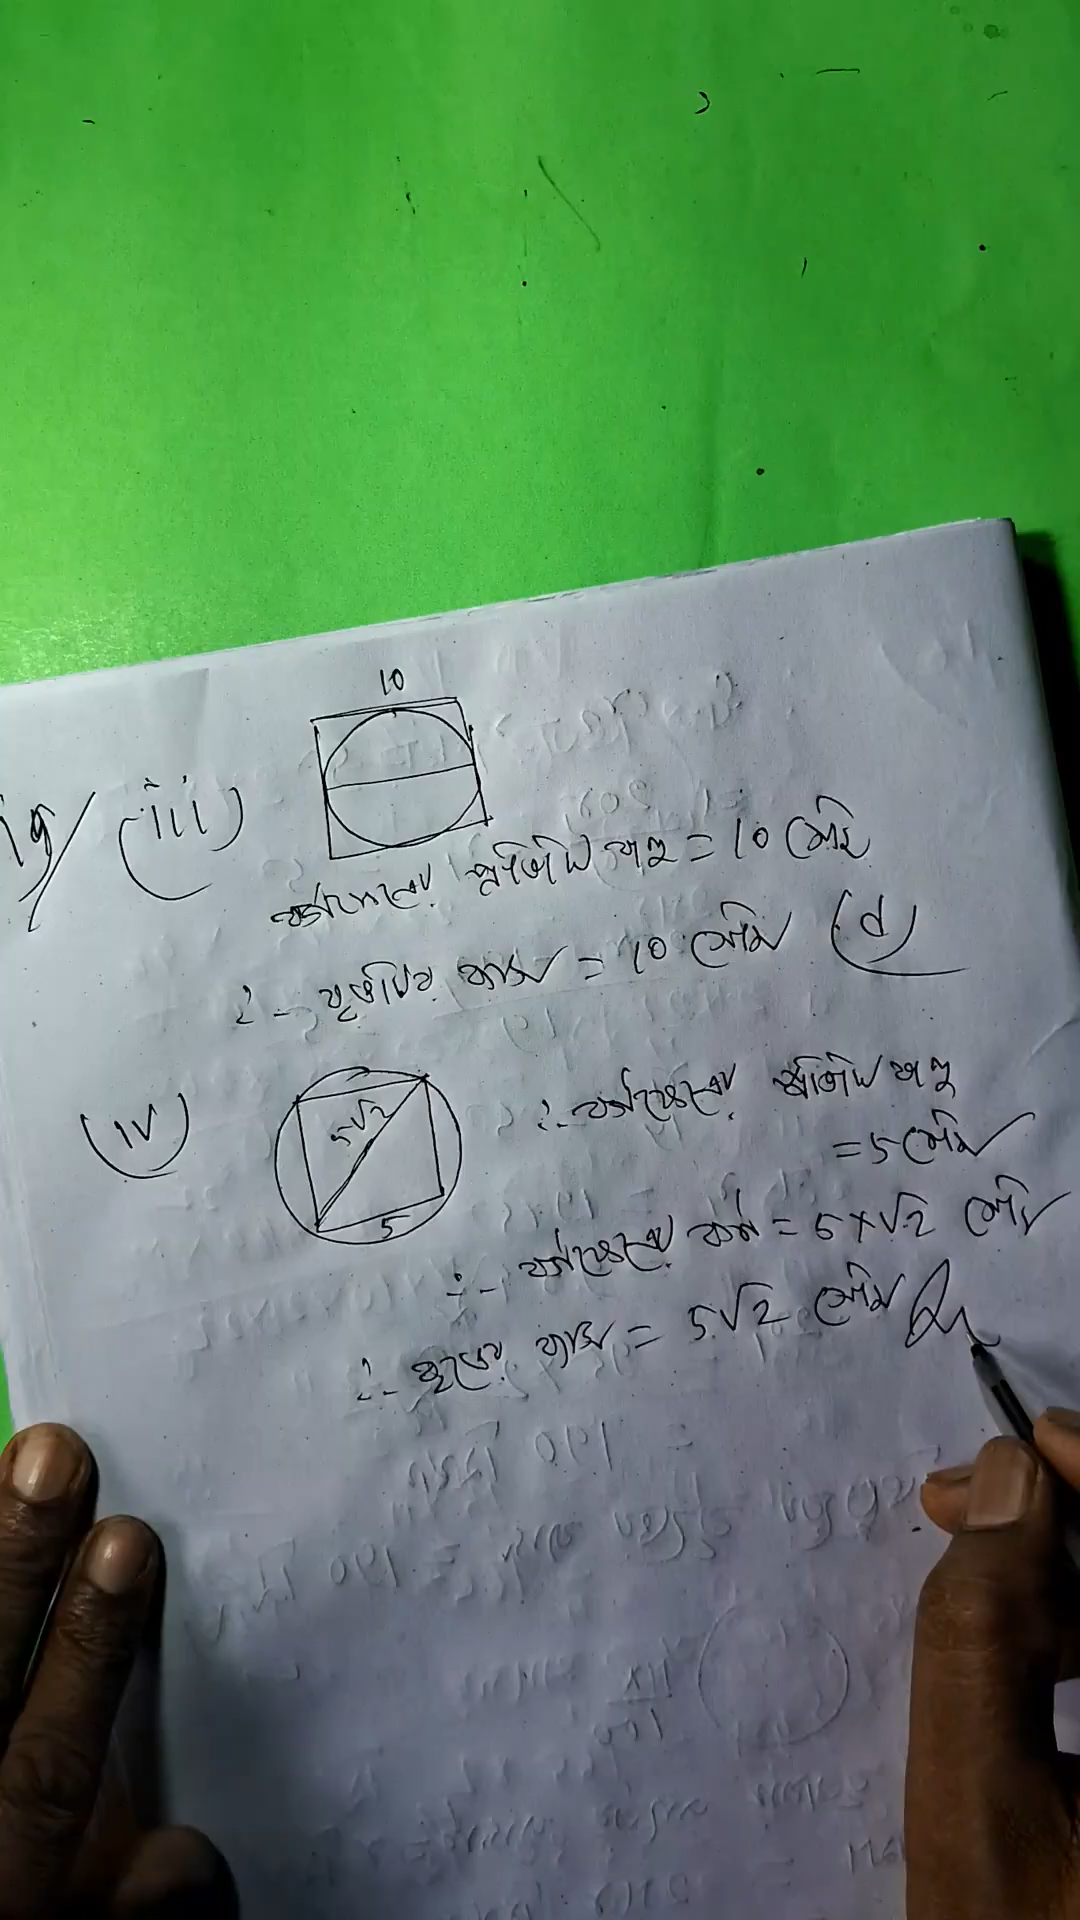 10
19/ (iii)
বর্গক্ষেত্রের প্রতিটি বাহু = 10 সেমি
∴ বৃত্তটির ব্যাস = 10 সেমি (d)
(iv)
5√2
5
∴ বর্গক্ষেত্রের প্রতিটি বাহু
= 5 সেমি
∴ বর্গক্ষেত্রের কর্ণ = 5×√2 সেমি
∴ বৃত্তের ব্যাস = 5√2 সেমি